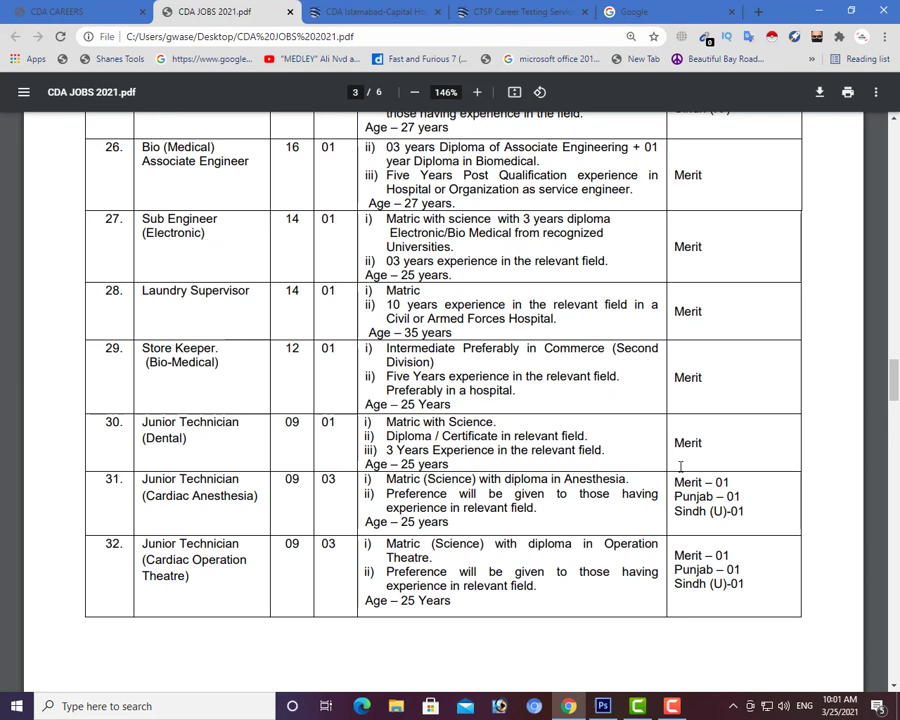 CDA CAREERS
CDA JOBS 2021.pdf
CDA Islamabad-Capital H
CTSP Career Testing Servic
Google
File
C:/Users/gwase/Desktop/CDA%20JOBS%202021.pdf
Apps
Shanes Tools
https://www.google...
"MEDLEY" Ali Nvd a...
Fast and Furious 7 (...
microsoft office 201...
New Tab
Beautiful Bay Road...
Reading list
CDA JOBS 2021.pdf
3 / 6
146%
those having experience in the field.
Age – 27 years
26. Bio (Medical) 16 01 ii) 03 years Diploma of Associate Engineering + 01
Associate Engineer year Diploma in Biomedical.
iii) Five Years Post Qualification experience in Merit
Hospital or Organization as service engineer.
Age – 27 years.
27. Sub Engineer 14 01 i) Matric with science with 3 years diploma
(Electronic) Electronic/Bio Medical from recognized
Universities. Merit
ii) 03 years experience in the relevant field.
Age – 25 years.
28. Laundry Supervisor 14 01 i) Matric
ii) 10 years experience in the relevant field in a Merit
Civil or Armed Forces Hospital.
Age – 35 years
29. Store Keeper. 12 01 i) Intermediate Preferably in Commerce (Second
(Bio-Medical) Division)
ii) Five Years experience in the relevant field. Merit
Preferably in a hospital.
Age – 25 Years
30. Junior Technician 09 01 i) Matric with Science.
(Dental) ii) Diploma / Certificate in relevant field. Merit
iii) 3 Years Experience in the relevant field.
Age – 25 years
31. Junior Technician 09 03 i) Matric (Science) with diploma in Anesthesia. Merit – 01
(Cardiac Anesthesia) ii) Preference will be given to those having Punjab – 01
experience in relevant field. Sindh (U)-01
Age – 25 years
32. Junior Technician 09 03 i) Matric (Science) with diploma in Operation Merit – 01
(Cardiac Operation Theatre. Punjab – 01
Theatre) ii) Preference will be given to those having Sindh (U)-01
experience in relevant field.
Age – 25 Years
Type here to search
ENG
10:01 AM
3/25/2021